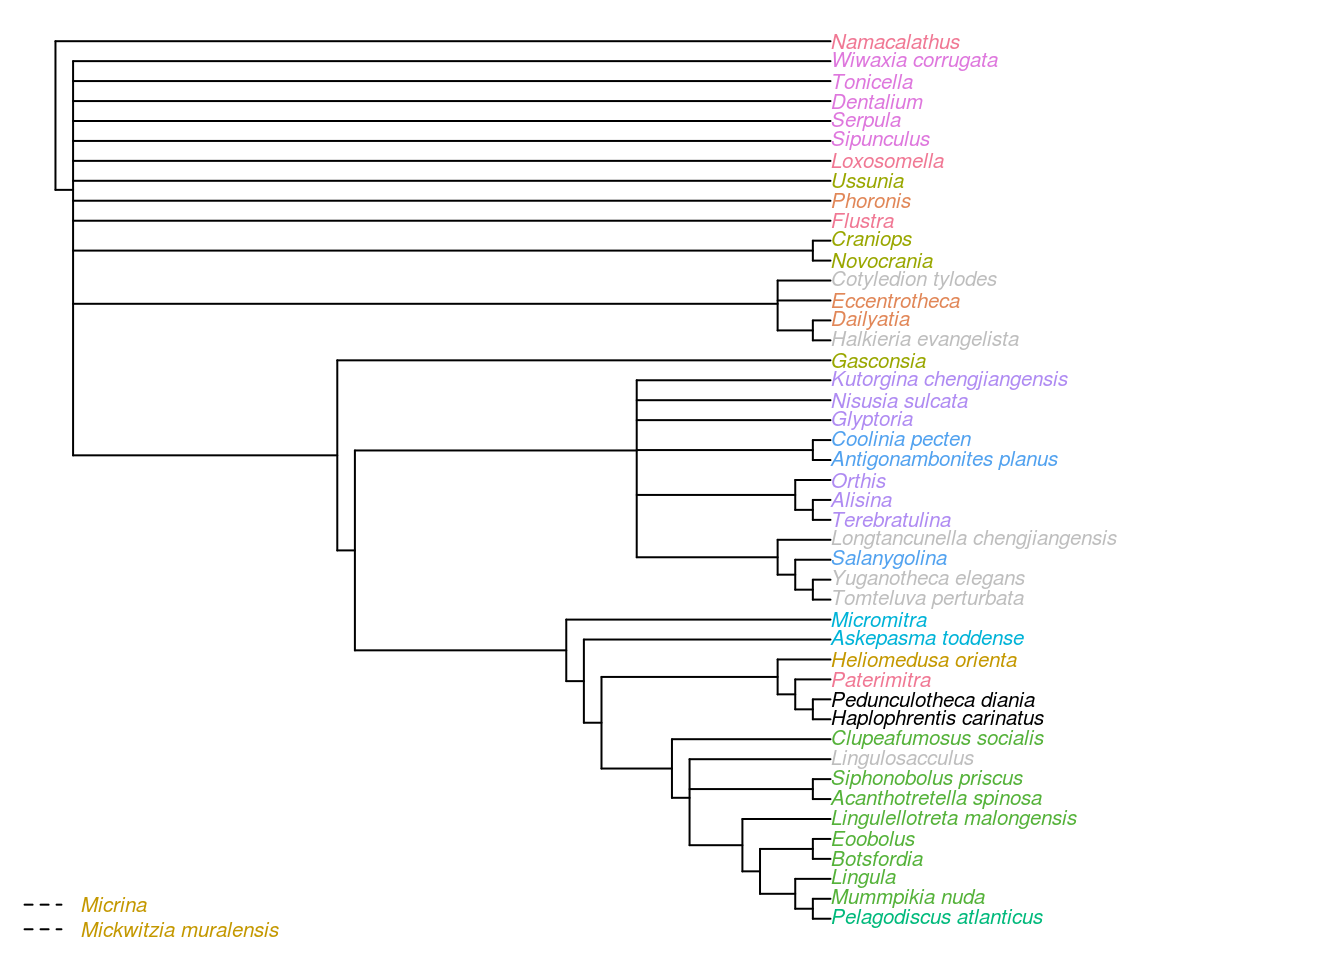 Namacalathus
Wiwaxia corrugata
Tonicella
Dentalium
Serpula
Sipunculus
Loxosomella
Ussunia
Phoronis
Flustra
Craniops
Novocrania
Cotyledion tylodes
Eccentrotheca
Dailyatia
Halkieria evangelista
Gasconsia
Kutorgina chengjiangensis
Nisusia sulcata
Glyptoria
Coolinia pecten
Antigonambonites planus
Orthis
Alisina
Terebratulina
Longtancunella chengjiangensis
Salanygolina
Yuganotheca elegans
Tomteluva perturbata
Micromitra
Askepasma toddense
Heliomedusa orienta
Paterimitra
Pedunculotheca diania
Haplophrentis carinatus
Clupeafumosus socialis
Lingulosacculus
Siphonobolus priscus
Acanthotretella spinosa
Lingulellotreta malongensis
Eoobolus
Botsfordia
Lingula
Mummpikia nuda
Pelagodiscus atlanticus
Micrina
Mickwitzia muralensis